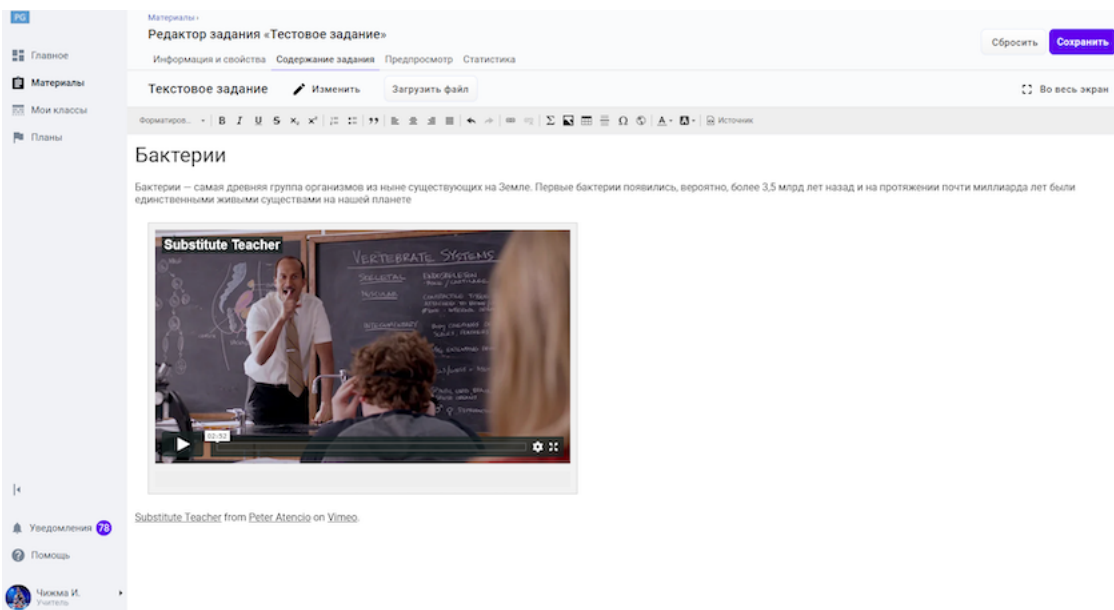 PG
Материалы ›
Редактор задания «Тестовое задание»
Сбросить
Сохранить
Главное
Материалы
Мои классы
Планы
Информация и свойства Содержание задания Предпросмотр Статистика
Текстовое задание Изменить Загрузить файл Во весь экран
Форматиров... B I U S x₂ x² Σ Ω A Источник
Бактерии
Бактерии — самая древняя группа организмов из ныне существующих на Земле. Первые бактерии появились, вероятно, более 3,5 млрд лет назад и на протяжении почти миллиарда лет были
единственными живыми существами на нашей планете
Substitute Teacher
VERTEBRATE SYSTEMS
SKELETAL
MUSCULAR
INTEGUMENTARY
02:52
Substitute Teacher from Peter Atencio on Vimeo.
Уведомления 78
Помощь
Чижма И.
Учитель